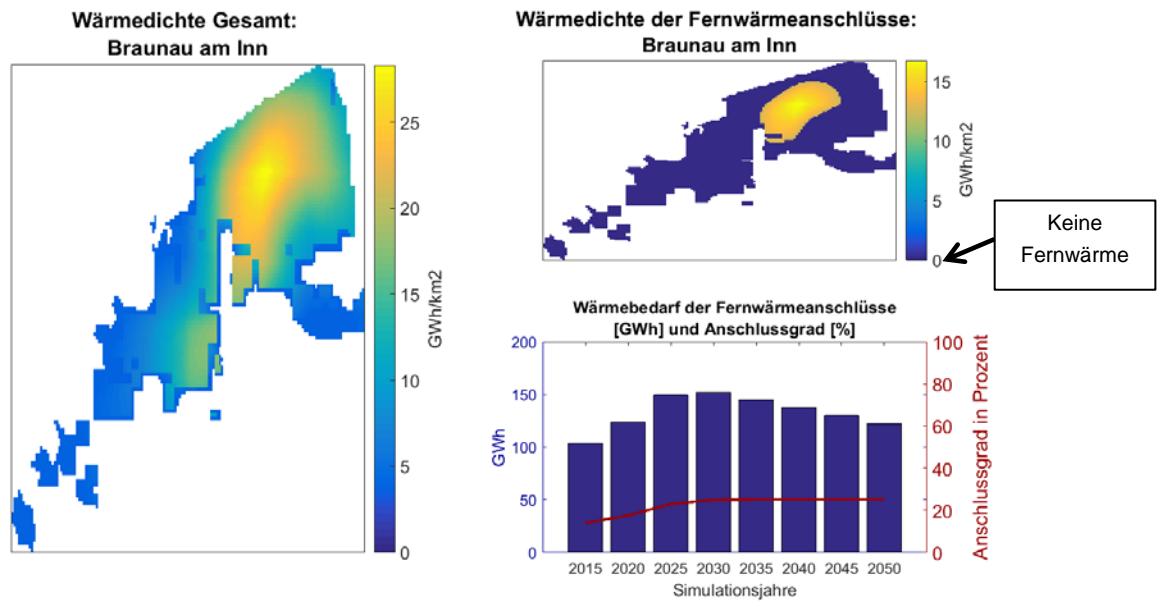 Wärmedichte Gesamt:
Braunau am Inn
25
20
15
10
5
0
GWh/km2
Wärmedichte der Fernwärmeanschlüsse:
Braunau am Inn
15
10
5
0
GWh/km2
Keine
Fernwärme
Wärmebedarf der Fernwärmeanschlüsse
[GWh] und Anschlussgrad [%]
200
150
100
50
0
GWh
100
80
60
40
20
0
Anschlussgrad in Prozent
2015 2020 2025 2030 2035 2040 2045 2050
Simulationsjahre